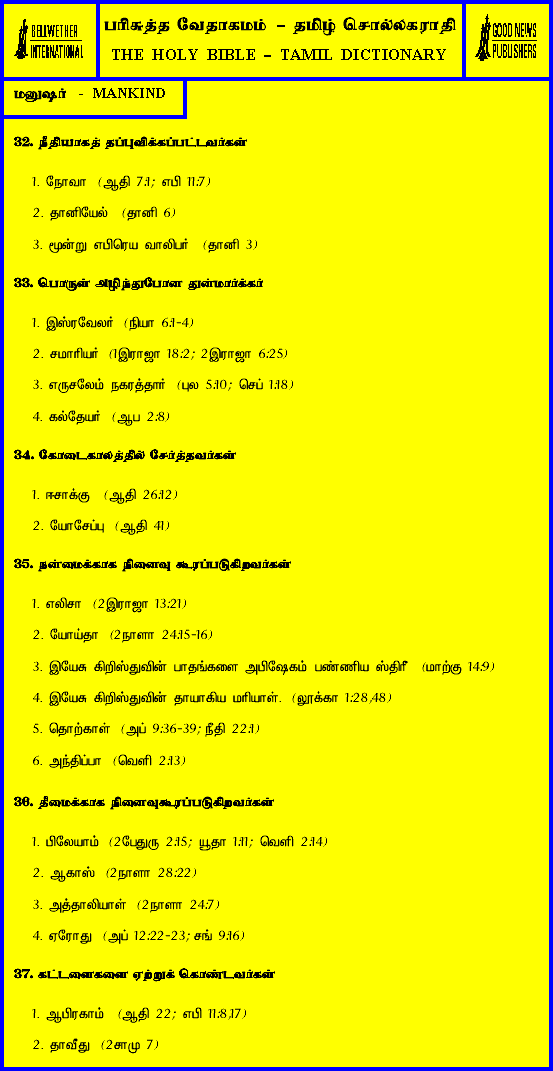 BELLWETHER
INTERNATIONAL
பரிசுத்த வேதாகமம் – தமிழ் சொல்லகராதி
THE HOLY BIBLE – TAMIL DICTIONARY
GOOD NEWS
PUBLISHERS
மனுஷர் - MANKIND
32. நீதியாகத் தப்புவிக்கப்பட்டவர்கள்
1. நோவா (ஆதி 7:1; எபி 11:7)
2. தானியேல் (தானி 6)
3. மூன்று எபிரெய வாலிபர் (தானி 3)
33. பொருள் அழிந்துபோன துன்மார்க்கர்
1. இஸ்ரவேலர் (நியா 6:1-4)
2. சமாரியர் (1இராஜா 18:2; 2இராஜா 6:25)
3. எருசலேம் நகரத்தார் (புல 5:10; செப் 1:18)
4. கல்தேயர் (ஆப 2:8)
34. கோடைகாலத்தில் சேர்த்தவர்கள்
1. ஈசாக்கு (ஆதி 26:12)
2. யோசேப்பு (ஆதி 41)
35. நன்மைக்காக நினைவு கூரப்படுகிறவர்கள்
1. எலிசா (2இராஜா 13:21)
2. யோய்தா (2நாளா 24:15-16)
3. இயேசு கிறிஸ்துவின் பாதங்களை அபிஷேகம் பண்ணிய ஸ்திரீ (மாற்கு 14:9)
4. இயேசு கிறிஸ்துவின் தாயாகிய மரியாள். (லூக்கா 1:28,48)
5. தொற்காள் (அப் 9:36-39; நீதி 22:1)
6. அந்திப்பா (வெளி 2:13)
36. தீமைக்காக நினைவுகூரப்படுகிறவர்கள்
1. பிலேயாம் (2பேதுரு 2:15; யூதா 1:11; வெளி 2:14)
2. ஆகாஸ் (2நாளா 28:22)
3. அத்தாலியாள் (2நாளா 24:7)
4. ஏரோது (அப் 12:22-23; சங் 9:16)
37. கட்டளைகளை ஏற்றுக் கொண்டவர்கள்
1. ஆபிரகாம் (ஆதி 22; எபி 11:8,17)
2. தாவீது (2சாமு 7)